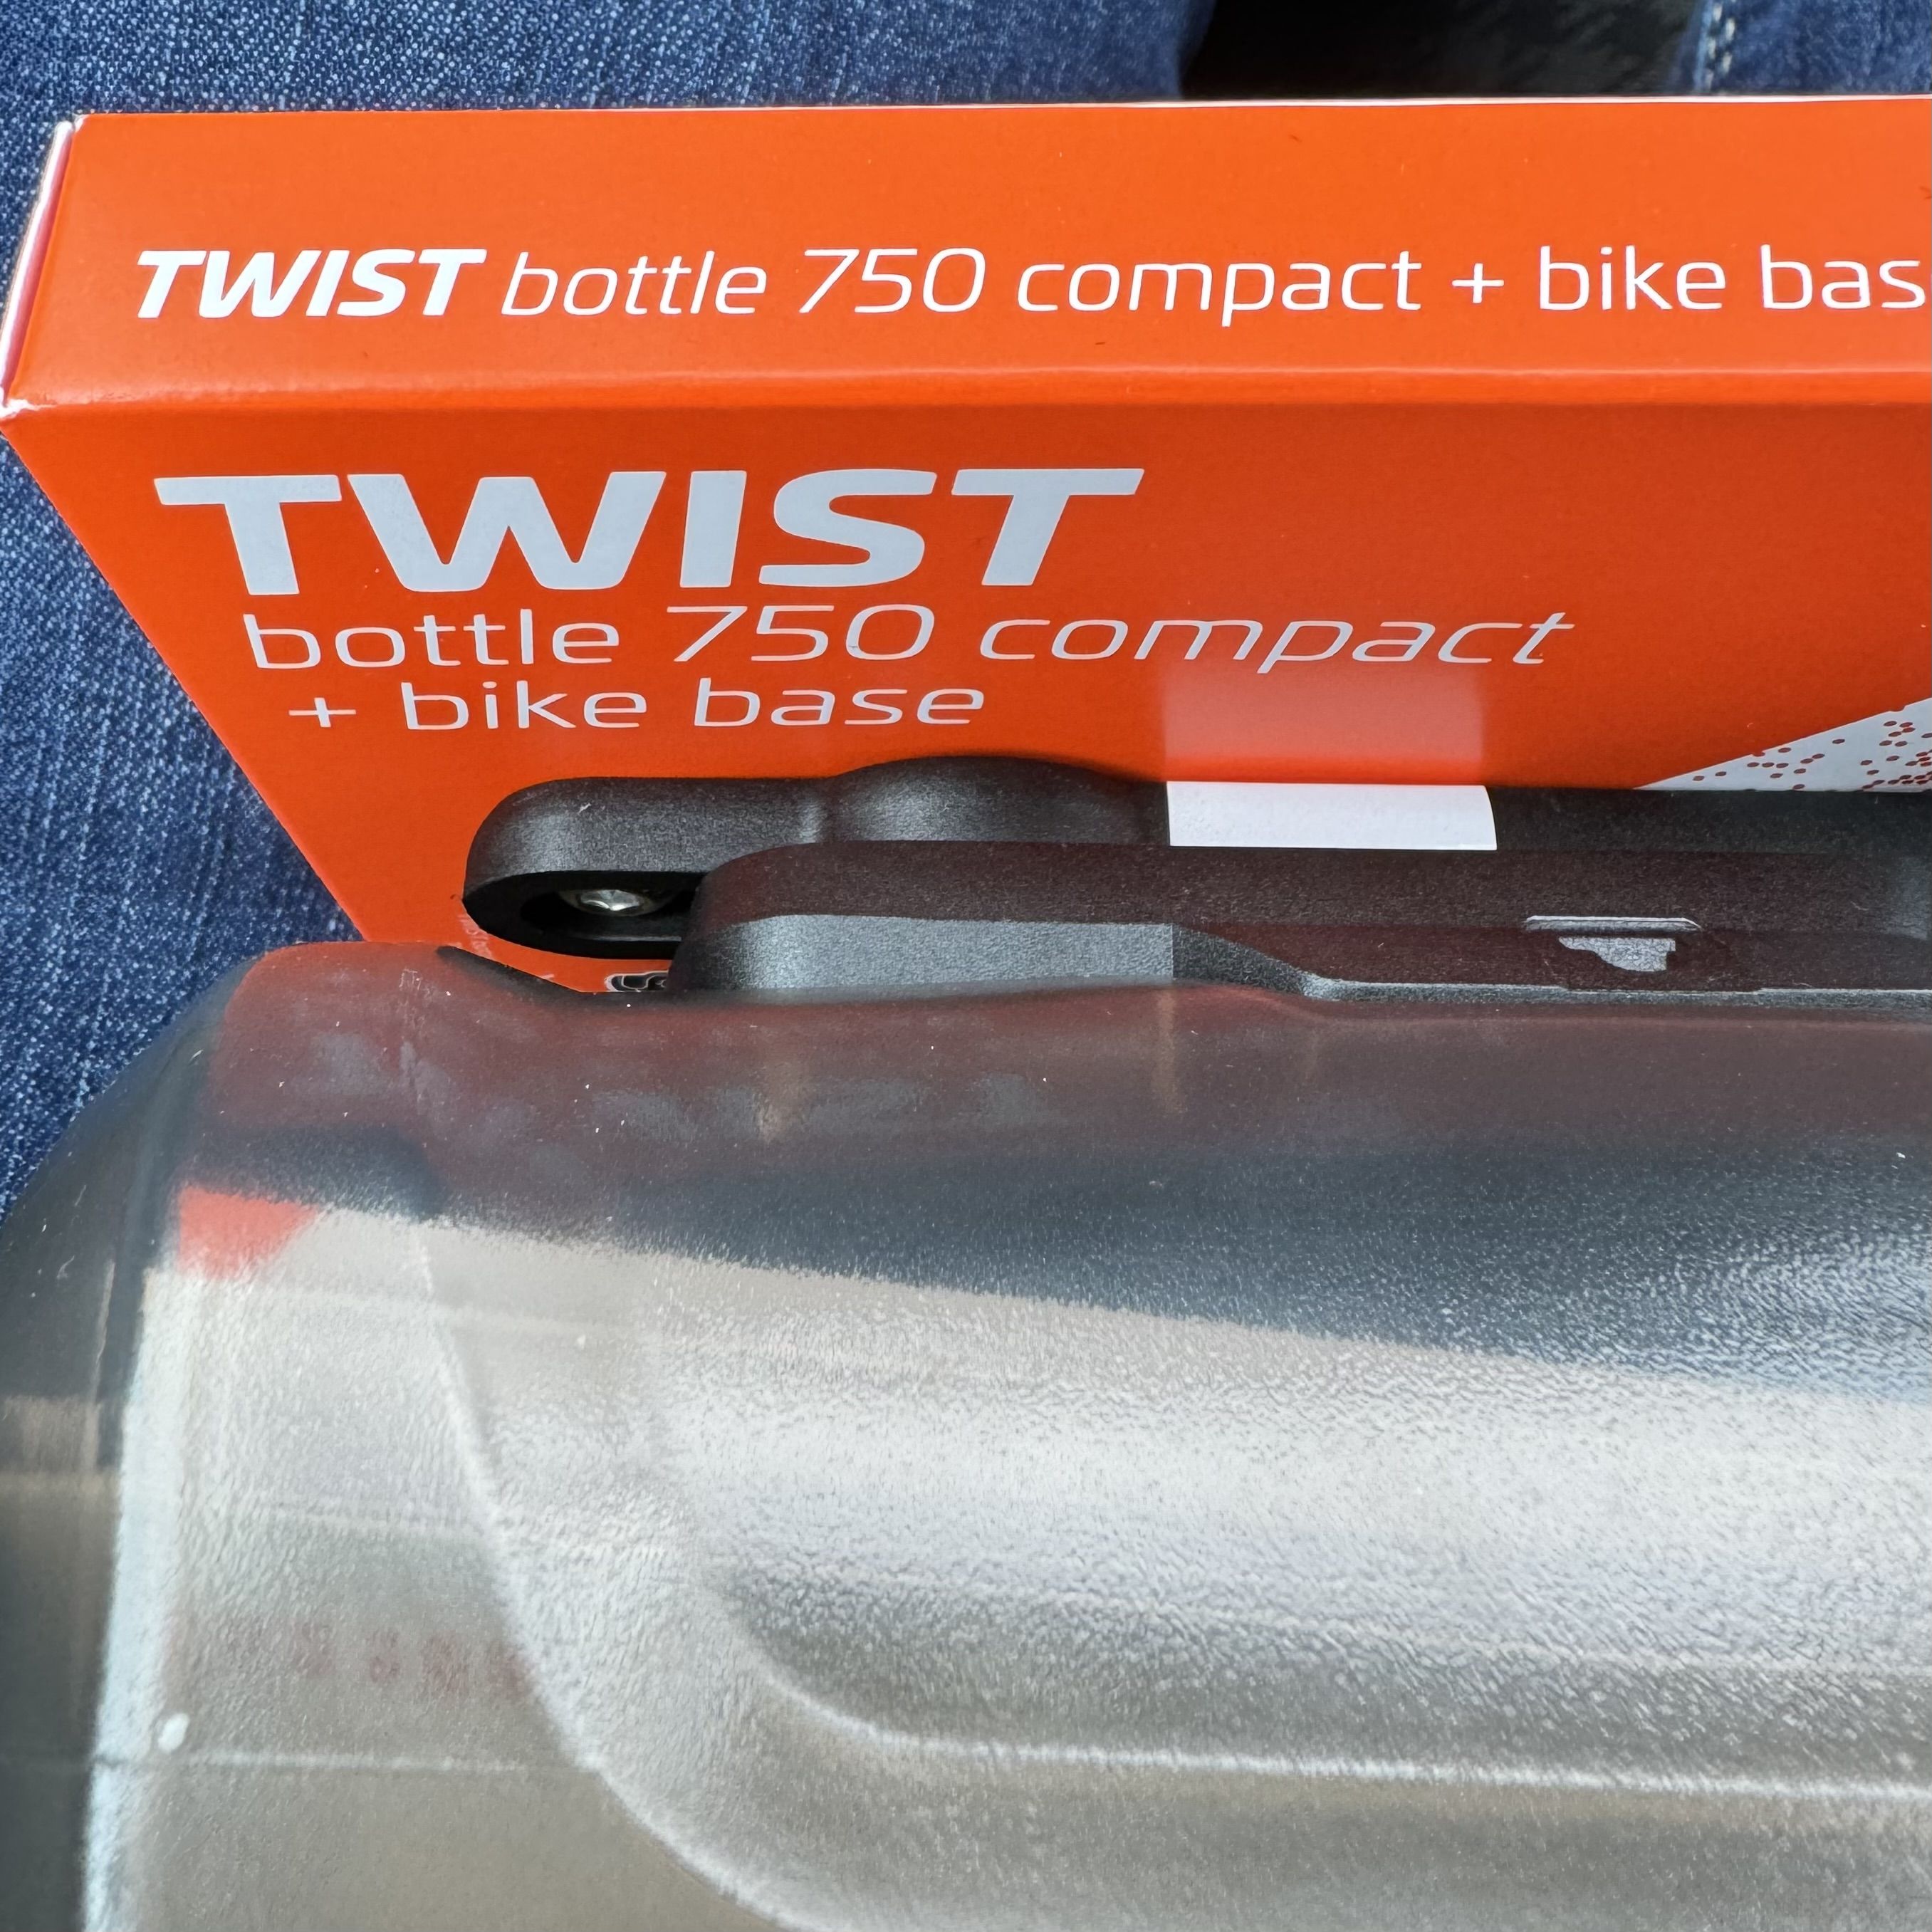 TWIST bottle 750 compact + bike bas
TWIST
bottle 750 compact
+ bike base